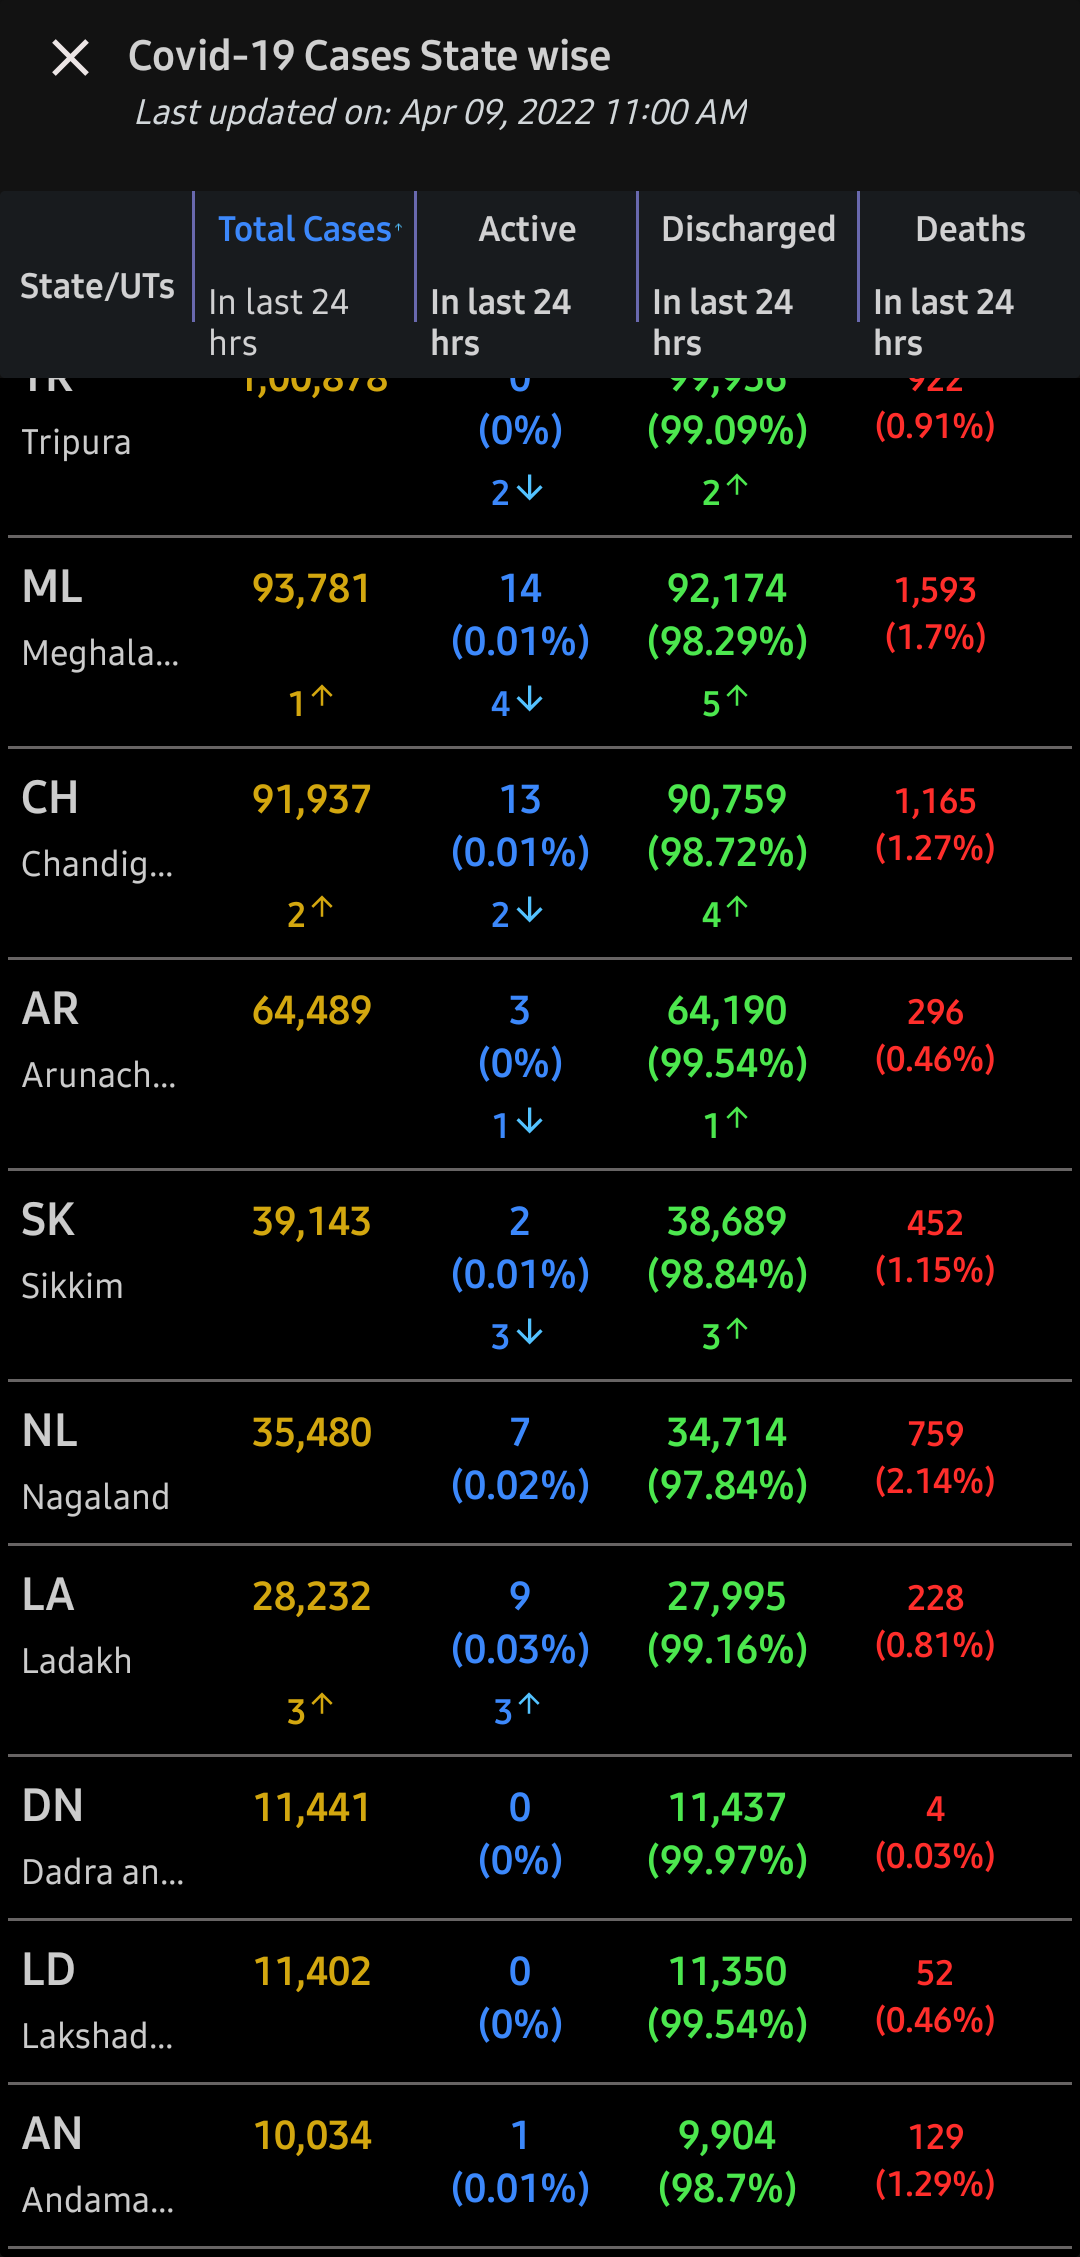 Covid-19 Cases State wise
Last updated on: Apr 09, 2022 11:00 AM
State/UTs Total Cases↑ Active Discharged Deaths
In last 24 hrs In last 24 hrs In last 24 hrs In last 24 hrs
TR 1,00,878 0 99,956 922
Tripura (0%) (99.09%) (0.91%)
2↓ 2↑
ML 93,781 14 92,174 1,593
Meghala... (0.01%) (98.29%) (1.7%)
1↑ 4↓ 5↑
CH 91,937 13 90,759 1,165
Chandig... (0.01%) (98.72%) (1.27%)
2↑ 2↓ 4↑
AR 64,489 3 64,190 296
Arunach... (0%) (99.54%) (0.46%)
1↓ 1↑
SK 39,143 2 38,689 452
Sikkim (0.01%) (98.84%) (1.15%)
3↓ 3↑
NL 35,480 7 34,714 759
Nagaland (0.02%) (97.84%) (2.14%)
LA 28,232 9 27,995 228
Ladakh (0.03%) (99.16%) (0.81%)
3↑ 3↑
DN 11,441 0 11,437 4
Dadra an... (0%) (99.97%) (0.03%)
LD 11,402 0 11,350 52
Lakshad... (0%) (99.54%) (0.46%)
AN 10,034 1 9,904 129
Andama... (0.01%) (98.7%) (1.29%)